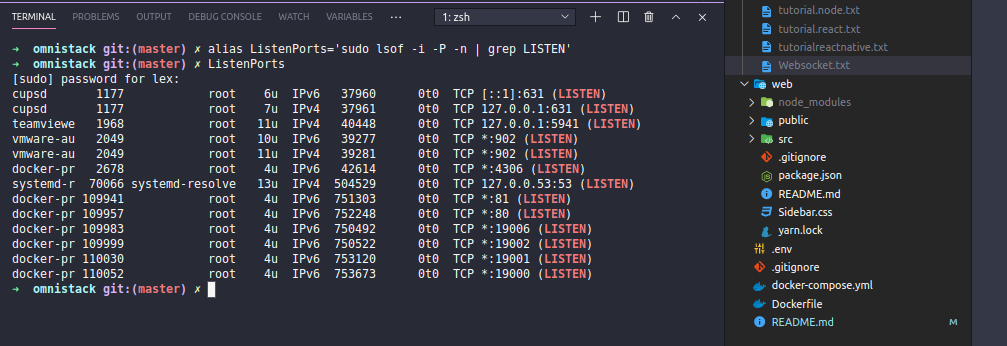 TERMINAL PROBLEMS OUTPUT DEBUG CONSOLE WATCH VARIABLES ··· 1: zsh
→ omnistack git:(master) ✗ alias ListenPorts='sudo lsof -i -P -n | grep LISTEN'
→ omnistack git:(master) ✗ ListenPorts
[sudo] password for lex:
cupsd 1177 root 6u IPv6 37960 0t0 TCP [::1]:631 (LISTEN)
cupsd 1177 root 7u IPv4 37961 0t0 TCP 127.0.0.1:631 (LISTEN)
teamviewe 1968 root 11u IPv4 40448 0t0 TCP 127.0.0.1:5941 (LISTEN)
vmware-au 2049 root 10u IPv6 39277 0t0 TCP *:902 (LISTEN)
vmware-au 2049 root 11u IPv4 39281 0t0 TCP *:902 (LISTEN)
docker-pr 2678 root 4u IPv6 42614 0t0 TCP *:4306 (LISTEN)
systemd-r 70066 systemd-resolve 13u IPv4 504529 0t0 TCP 127.0.0.53:53 (LISTEN)
docker-pr 109941 root 4u IPv6 751303 0t0 TCP *:81 (LISTEN)
docker-pr 109957 root 4u IPv6 752248 0t0 TCP *:80 (LISTEN)
docker-pr 109983 root 4u IPv6 750492 0t0 TCP *:19006 (LISTEN)
docker-pr 109999 root 4u IPv6 750522 0t0 TCP *:19002 (LISTEN)
docker-pr 110030 root 4u IPv6 753120 0t0 TCP *:19001 (LISTEN)
docker-pr 110052 root 4u IPv6 753673 0t0 TCP *:19000 (LISTEN)
→ omnistack git:(master) ✗
tutorial.node.txt
tutorial.react.txt
tutorialreactnative.txt
Websocket.txt
web
node_modules
public
src
.gitignore
package.json
README.md
Sidebar.css
yarn.lock
.env
.gitignore
docker-compose.yml
Dockerfile
README.md M